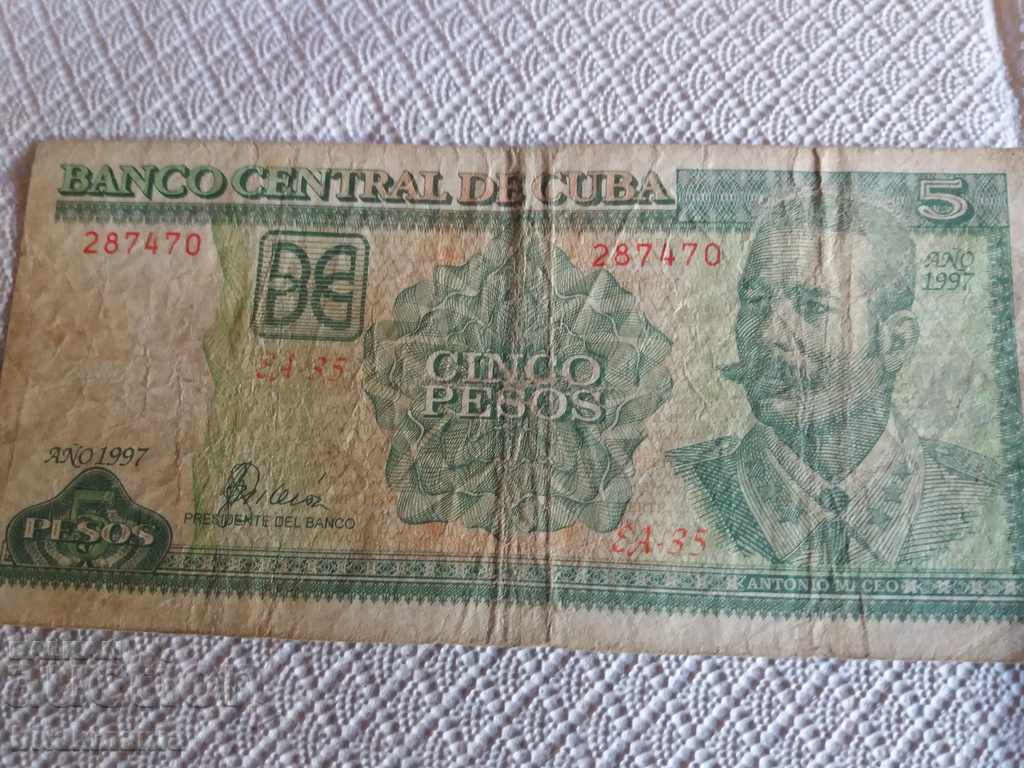 BANCO CENTRAL DE CUBA
5
287470
287470
AÑO
1997
EA-35
CINCO
PESOS
AÑO 1997
5
PESOS
PRESIDENTE DEL BANCO
EA-35
ANTONIO MACEO
auction